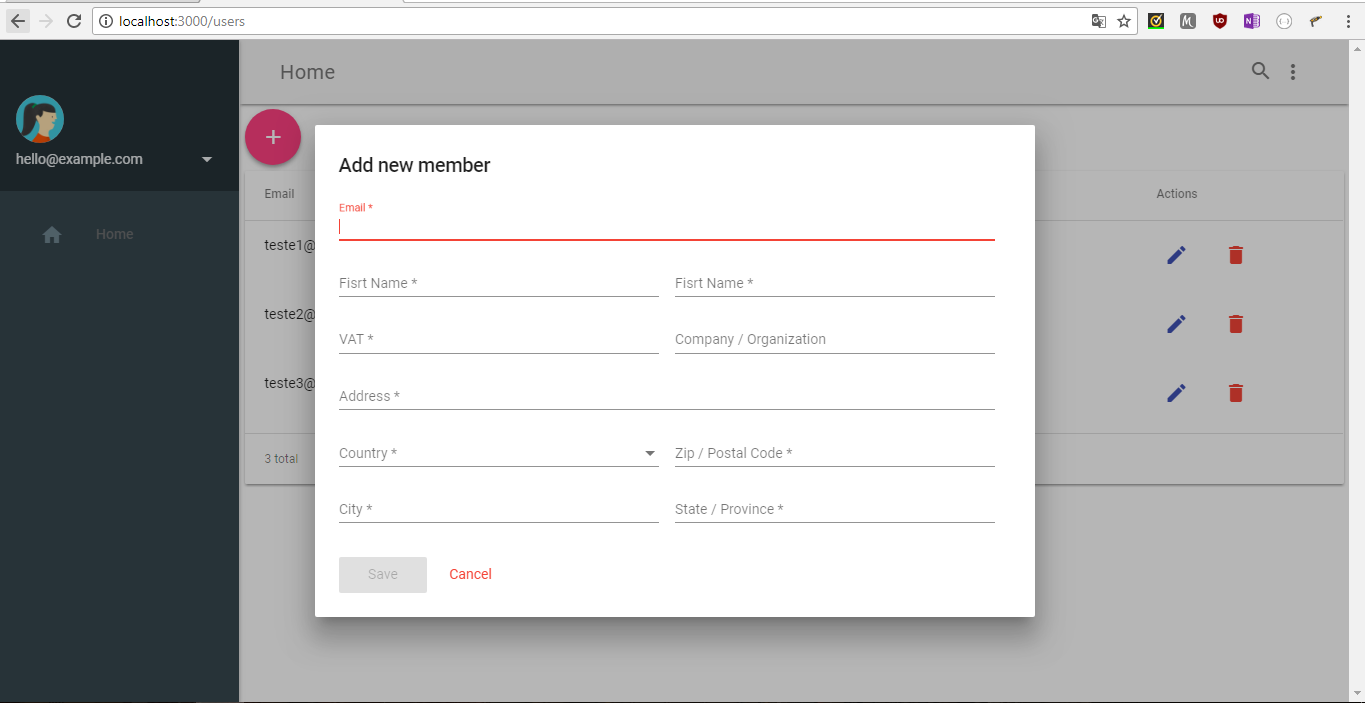 localhost:3000/users
Home
hello@example.com
Home
Add new member
Email *
Fisrt Name * Fisrt Name *
VAT * Company / Organization
Address *
Country * Zip / Postal Code *
City * State / Province *
Save Cancel
Email Actions
teste1@
teste2@
teste3@
3 total